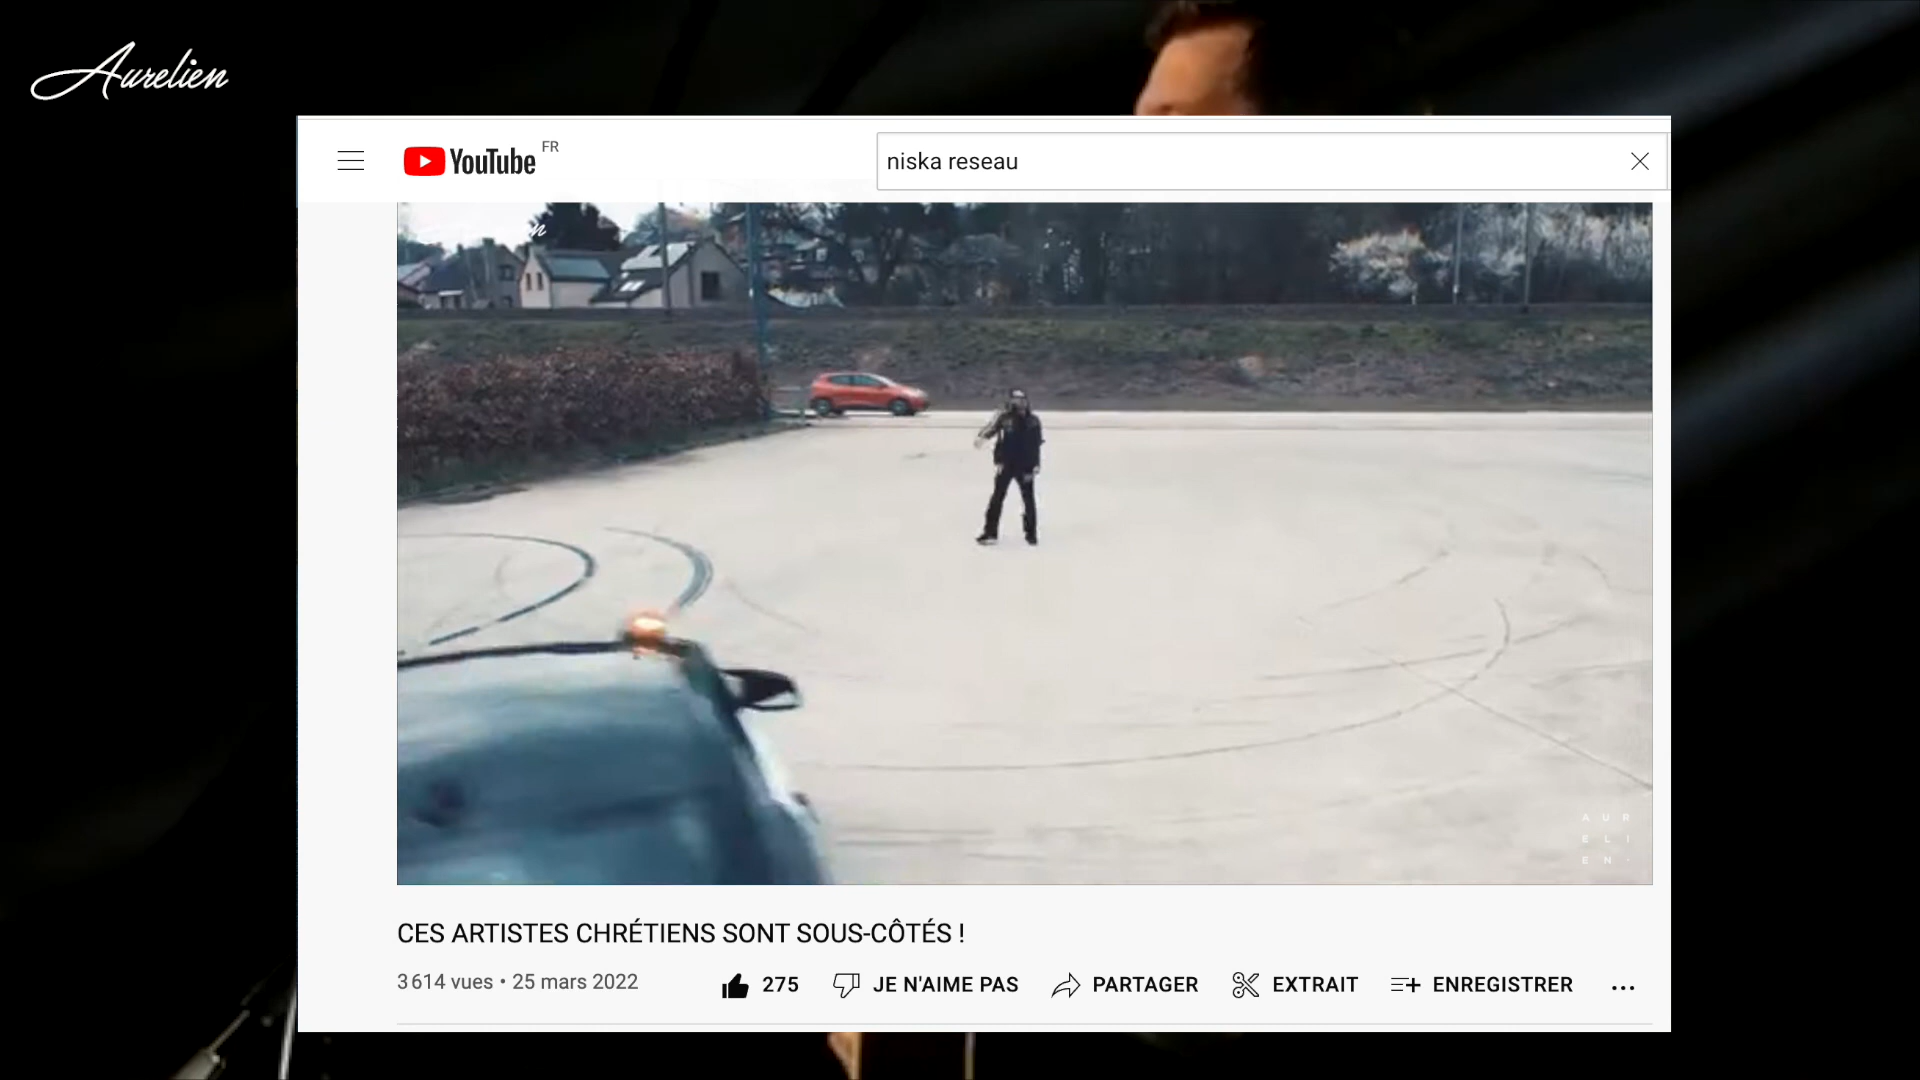 Aurelien
YouTube FR
niska reseau
n
A U R
E L I
E N ·
CES ARTISTES CHRÉTIENS SONT SOUS-CÔTÉS !
3 614 vues • 25 mars 2022
275
JE N'AIME PAS
PARTAGER
EXTRAIT
ENREGISTRER
...